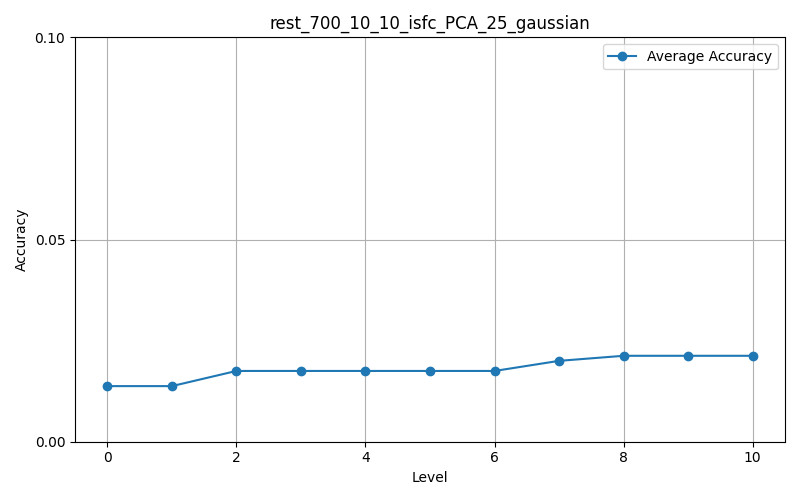 rest_700_10_10_isfc_PCA_25_gaussian
Average Accuracy
0.10
0.05
0.00
Accuracy
0 2 4 6 8 10
Level